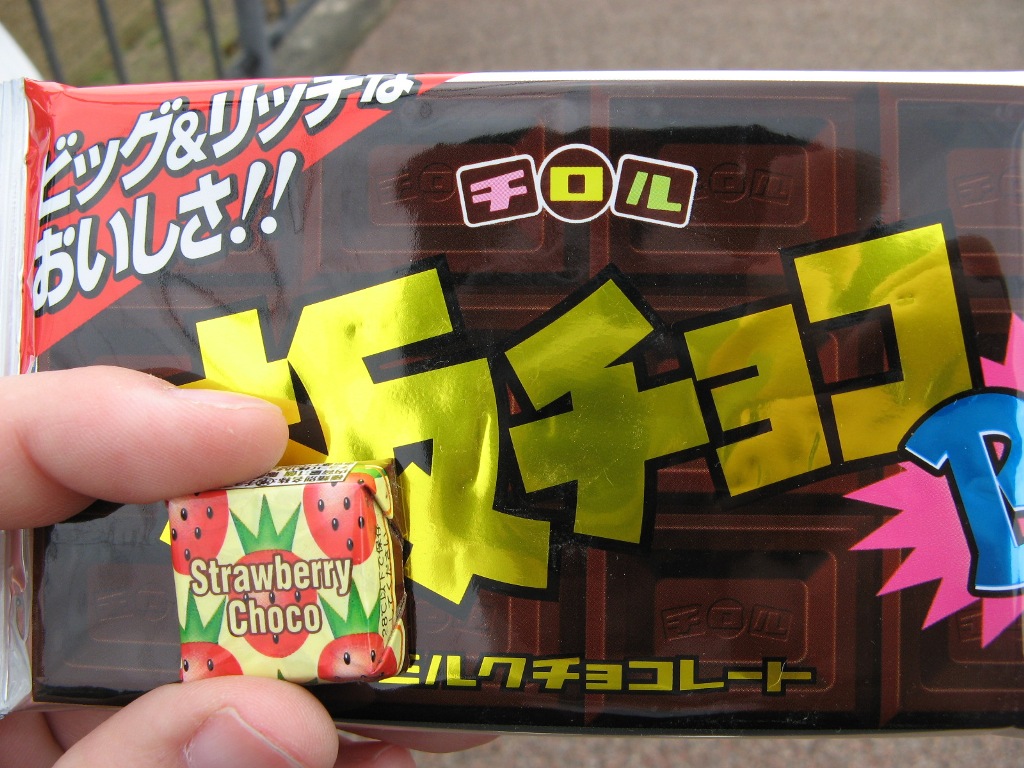 ビッグ&リッチは
おいしさ!!
チロル
チョコ
Strawberry
Choco
ミルクチョコレート